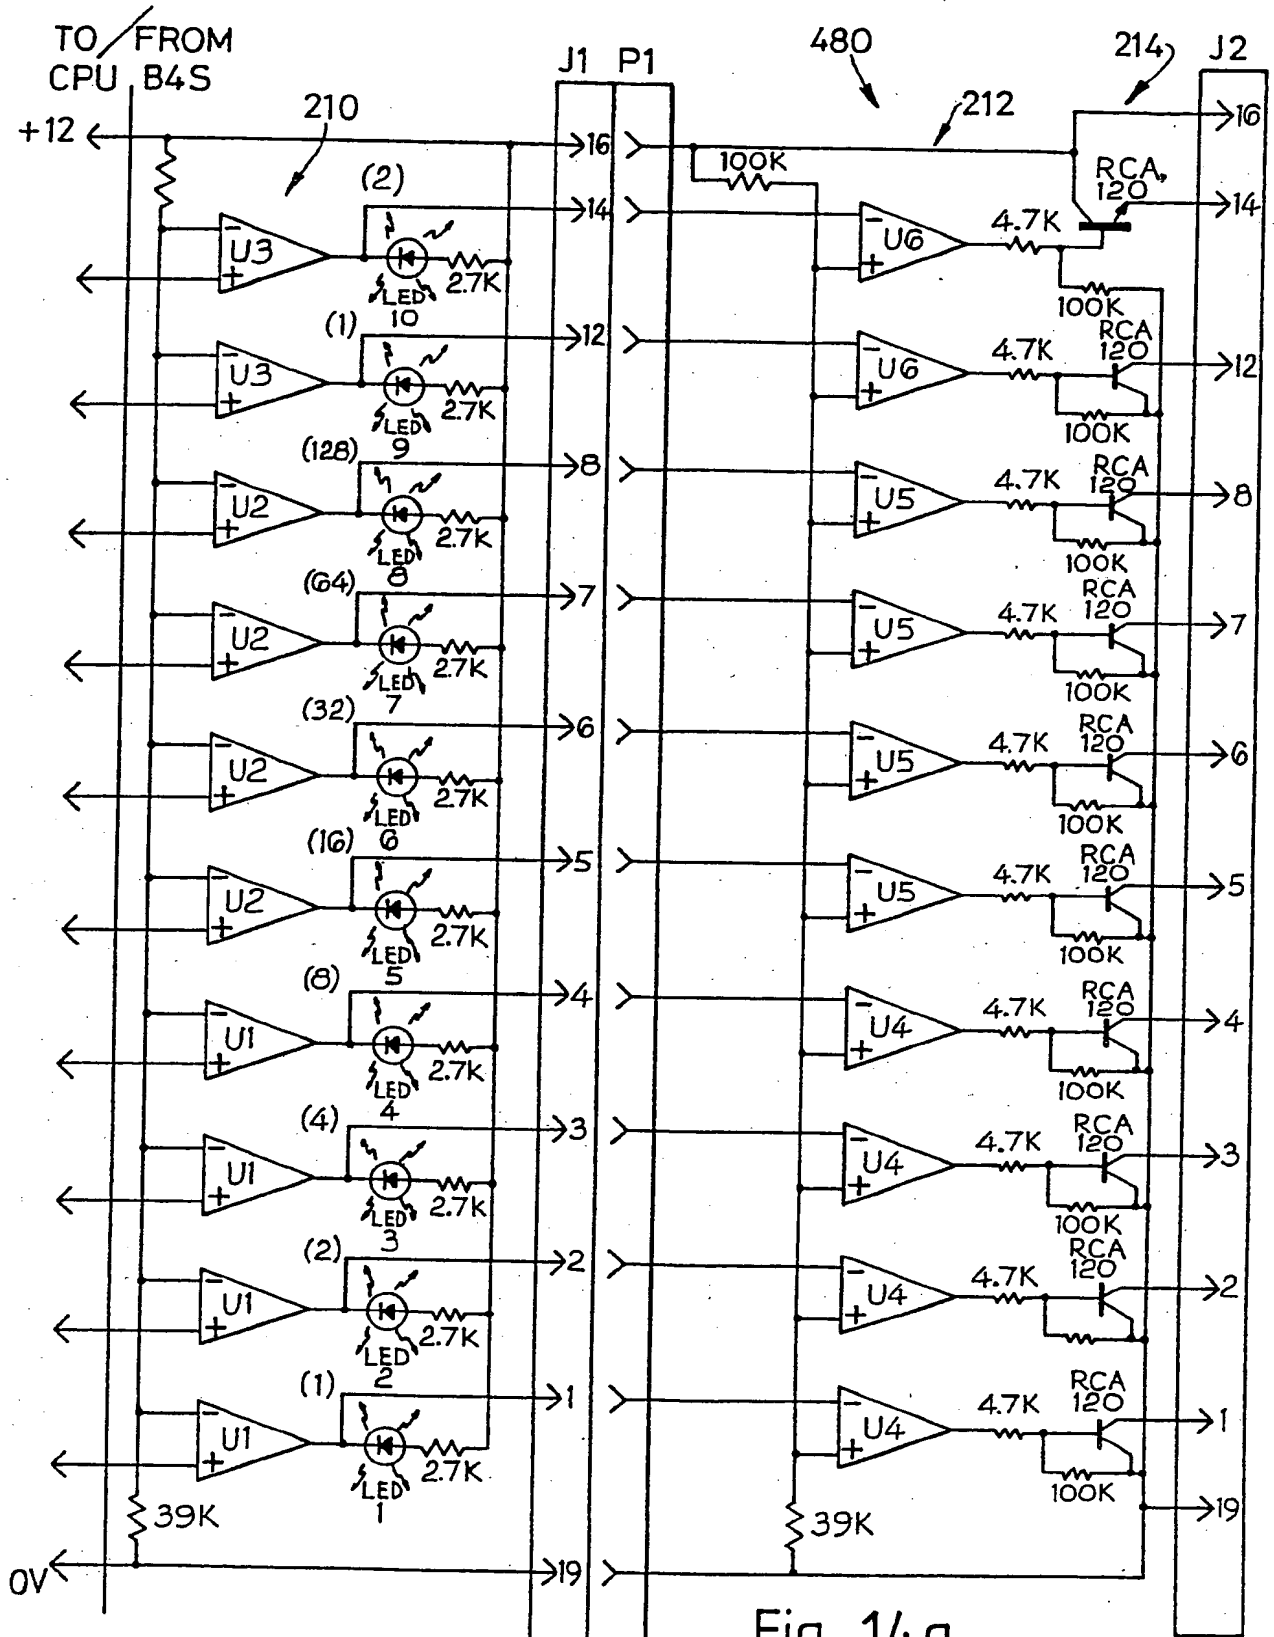 TO/FROM
CPU B4S
J1 P1
480
214
J2
+12
210
212
16
16
100K
RCA
120
(2)
14
14
U3
U6
4.7K
2.7K
LED
10
100K
(1)
12
RCA
120
12
U3
U6
4.7K
2.7K
LED
9
100K
(128)
8
RCA
120
8
U2
U5
4.7K
2.7K
LED
8
100K
(64)
7
RCA
120
7
U2
U5
4.7K
2.7K
LED
7
100K
(32)
6
RCA
120
6
U2
U5
4.7K
2.7K
LED
6
100K
(16)
5
RCA
120
5
U2
U5
4.7K
2.7K
LED
5
100K
(8)
4
RCA
120
4
U1
U4
4.7K
2.7K
LED
4
100K
(4)
3
RCA
120
3
U1
U4
4.7K
2.7K
LED
3
100K
(2)
2
RCA
120
2
U1
U4
4.7K
2.7K
LED
2
(1)
1
RCA
120
1
U1
U4
4.7K
2.7K
LED
1
100K
39K
39K
19
0V
19
Fig. 14a